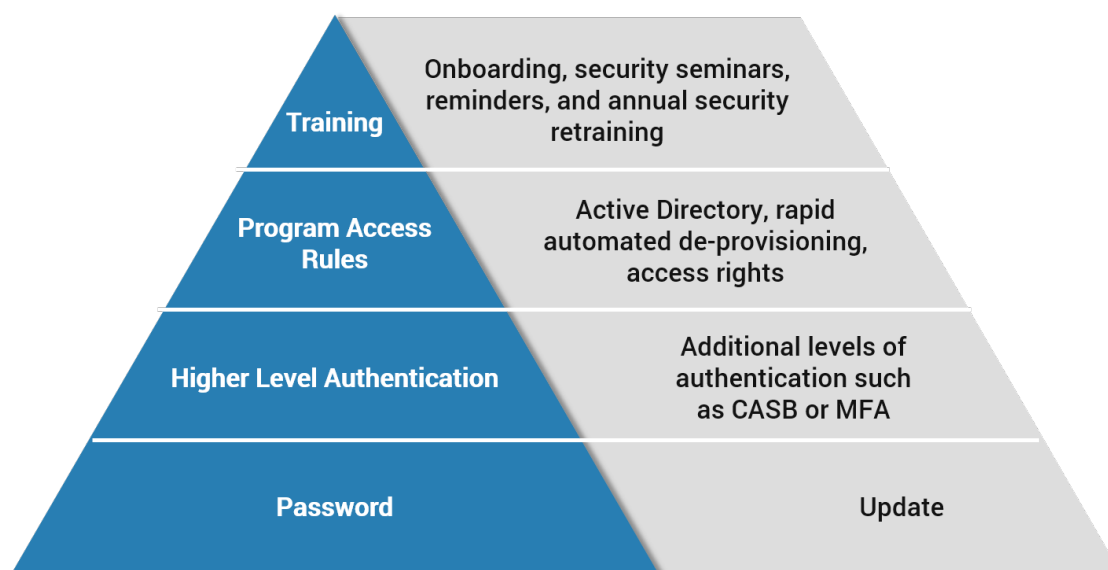 Training
Onboarding, security seminars,
reminders, and annual security
retraining
Program Access
Rules
Active Directory, rapid
automated de-provisioning,
access rights
Higher Level Authentication
Additional levels of
authentication such
as CASB or MFA
Password
Update